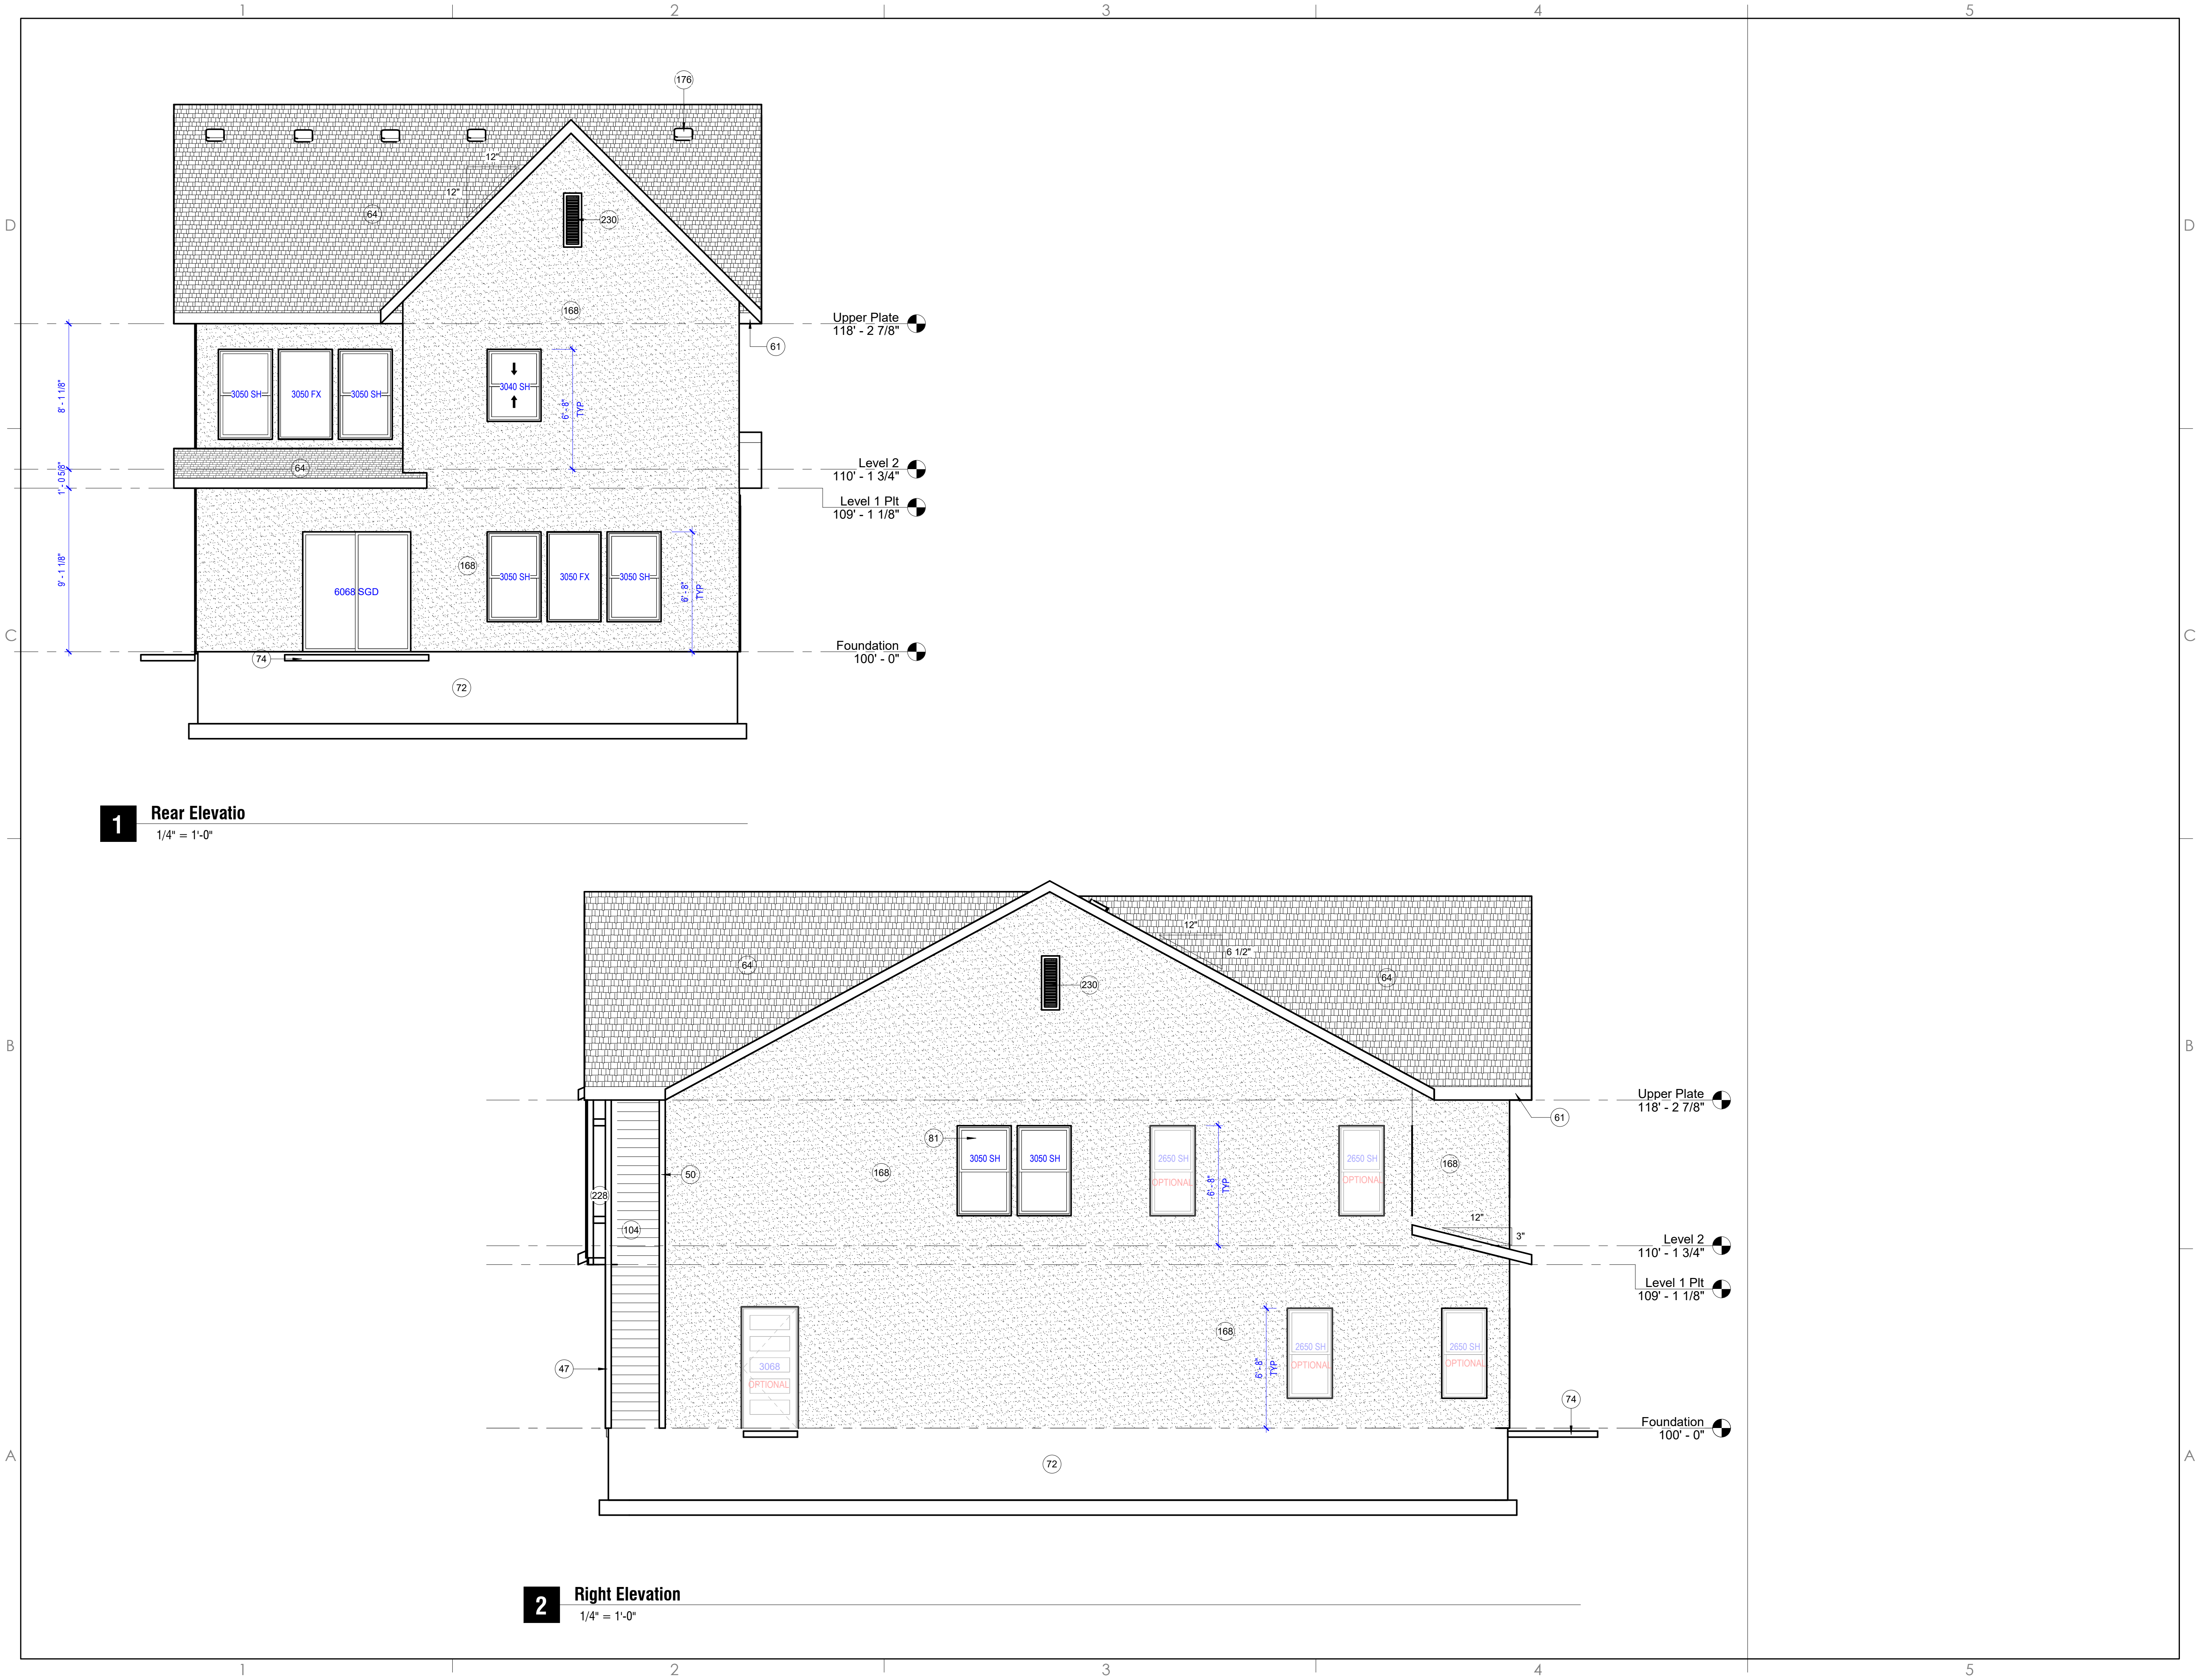 1 2 3 4 5
176
12"
12"
64
230
D D
168
Upper Plate
118' - 2 7/8"
61
8' - 1 1/8"
3050 SH
3050 FX
3050 SH
3040 SH
6' - 8"
TYP
1' - 0 5/8"
64
Level 2
110' - 1 3/4"
Level 1 Plt
109' - 1 1/8"
9' - 1 1/8"
168
6068 SGD
3050 SH
3050 FX
3050 SH
6' - 8"
TYP
C C
Foundation
100' - 0"
74
72
1
Rear Elevatio
1/4" = 1'-0"
12"
6 1/2"
64
64
230
B B
Upper Plate
118' - 2 7/8"
61
81
3050 SH
3050 SH
2650 SH
OPTIONAL
2650 SH
OPTIONAL
6' - 8"
TYP
168
168
50
228
104
12"
3"
Level 2
110' - 1 3/4"
Level 1 Plt
109' - 1 1/8"
168
47
3068
OPTIONAL
6' - 8"
TYP
2650 SH
OPTIONAL
2650 SH
OPTIONAL
74
Foundation
100' - 0"
A A
72
2
Right Elevation
1/4" = 1'-0"
1 2 3 4 5